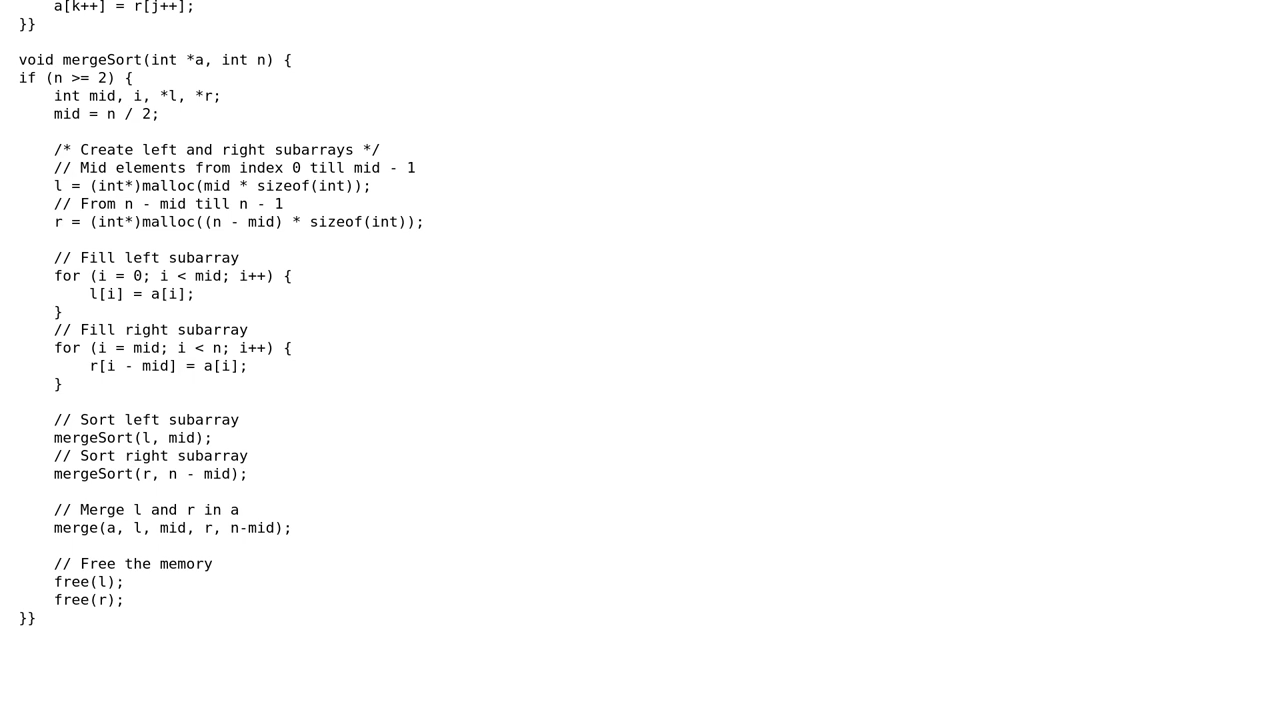 a[k++] = r[j++];
}}

void mergeSort(int *a, int n) {
if (n >= 2) {
    int mid, i, *l, *r;
    mid = n / 2;

    /* Create left and right subarrays */
    // Mid elements from index 0 till mid - 1
    l = (int*)malloc(mid * sizeof(int));
    // From n - mid till n - 1
    r = (int*)malloc((n - mid) * sizeof(int));

    // Fill left subarray
    for (i = 0; i < mid; i++) {
        l[i] = a[i];
    }
    // Fill right subarray
    for (i = mid; i < n; i++) {
        r[i - mid] = a[i];
    }

    // Sort left subarray
    mergeSort(l, mid);
    // Sort right subarray
    mergeSort(r, n - mid);

    // Merge l and r in a
    merge(a, l, mid, r, n-mid);

    // Free the memory
    free(l);
    free(r);
}}